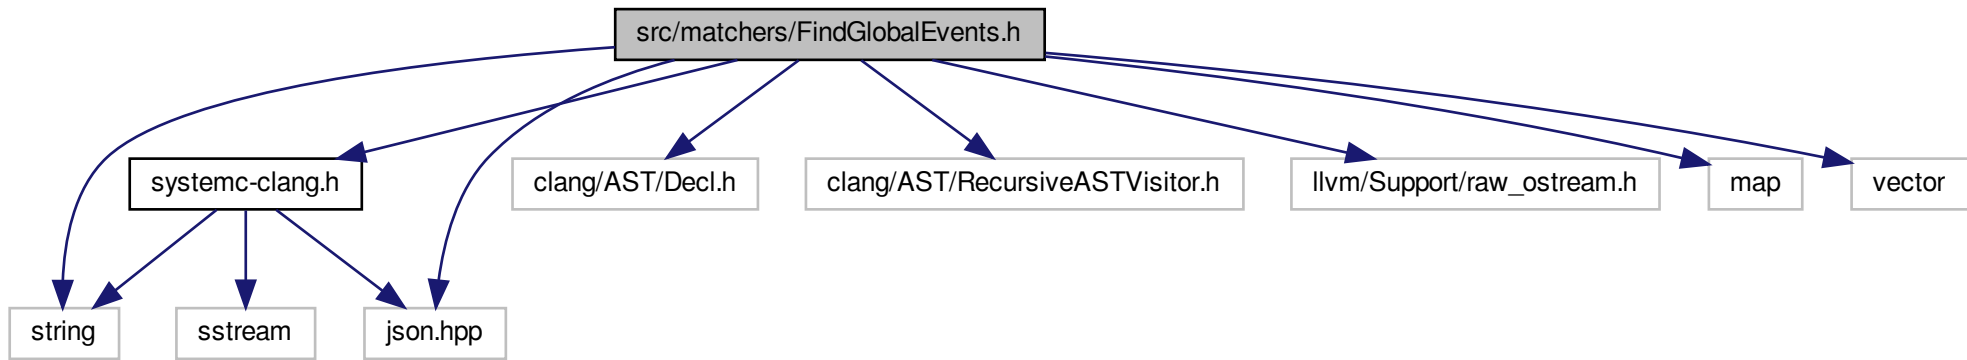 src/matchers/FindGlobalEvents.h
systemc-clang.h
clang/AST/Decl.h
clang/AST/RecursiveASTVisitor.h
llvm/Support/raw_ostream.h
map
vector
string
sstream
json.hpp